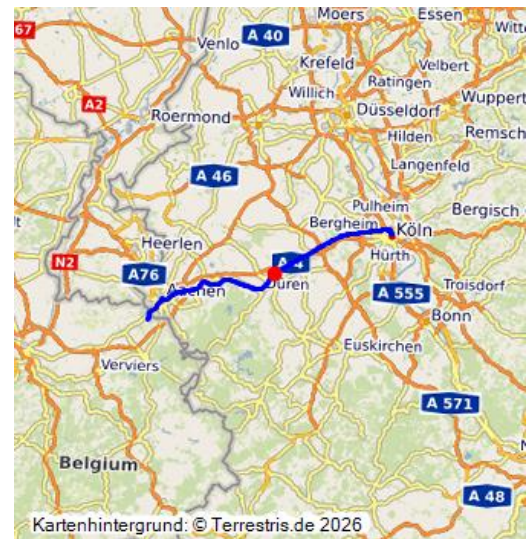 Moers
Essen
67
A 40
Witte
Venlo
Krefeld
Velbert
A2
Ratingen
Willich
Wuppert
Düsseldorf
Roermond
Hilden
Remsch
A 46
Langenfeld
Pulheim
Bergheim
Köln
Bergisch
Heerlen
N2
A76
A 4
Hürth
Aachen
Düren
A 555
Troisdorf
Bonn
Euskirchen
Verviers
A 571
Belgium
N
A 48
Kartenhintergrund: © Terrestris.de 2026